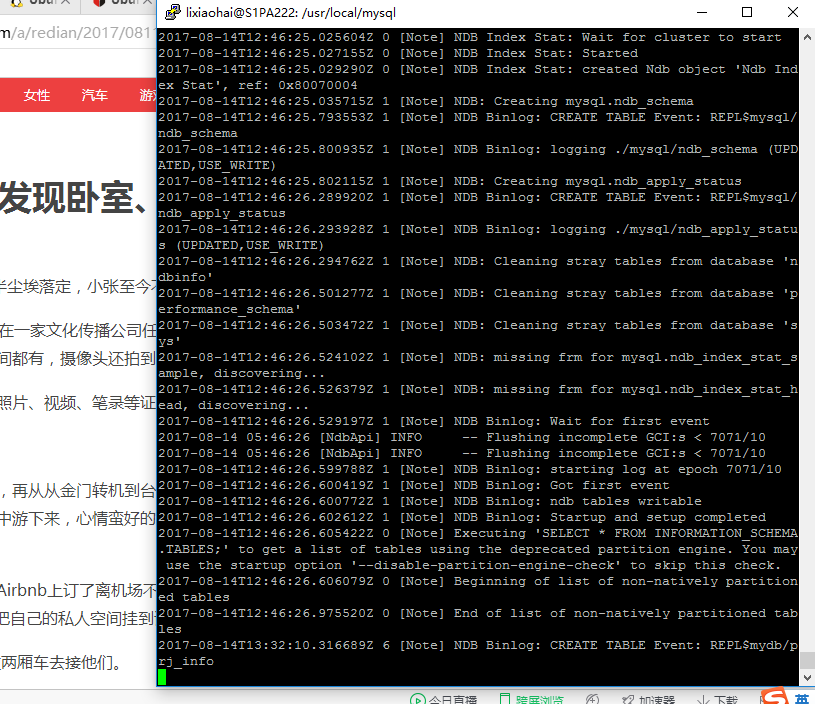 lixiaohai@S1PA222: /usr/local/mysql
m/a/redian/2017/081
女性 汽车
发现卧室、
尘埃落定，小张至今
在一家文化传播公司任
间都有，摄像头还拍到
照片、视频、笔录等证
，再从从金门转机到台
中游下来，心情蛮好的
Airbnb上订了离机场不
把自己的私人空间挂到
两厢车去接他们。
2017-08-14T12:46:25.025604Z 0 [Note] NDB Index Stat: Wait for cluster to start
2017-08-14T12:46:25.027155Z 0 [Note] NDB Index Stat: Started
2017-08-14T12:46:25.029290Z 0 [Note] NDB Index Stat: created Ndb object 'Ndb Ind
ex Stat', ref: 0x80070004
2017-08-14T12:46:25.035715Z 1 [Note] NDB: Creating mysql.ndb_schema
2017-08-14T12:46:25.793553Z 1 [Note] NDB Binlog: CREATE TABLE Event: REPL$mysql/
ndb_schema
2017-08-14T12:46:25.800935Z 1 [Note] NDB Binlog: logging ./mysql/ndb_schema (UPD
ATED,USE_WRITE)
2017-08-14T12:46:25.802115Z 1 [Note] NDB: Creating mysql.ndb_apply_status
2017-08-14T12:46:26.289920Z 1 [Note] NDB Binlog: CREATE TABLE Event: REPL$mysql/
ndb_apply_status
2017-08-14T12:46:26.293928Z 1 [Note] NDB Binlog: logging ./mysql/ndb_apply_statu
s (UPDATED,USE_WRITE)
2017-08-14T12:46:26.294762Z 1 [Note] NDB: Cleaning stray tables from database 'n
dbinfo'
2017-08-14T12:46:26.501277Z 1 [Note] NDB: Cleaning stray tables from database 'p
erformance_schema'
2017-08-14T12:46:26.503472Z 1 [Note] NDB: Cleaning stray tables from database 's
ys'
2017-08-14T12:46:26.524102Z 1 [Note] NDB: missing frm for mysql.ndb_index_stat_s
ample, discovering...
2017-08-14T12:46:26.526379Z 1 [Note] NDB: missing frm for mysql.ndb_index_stat_h
ead, discovering...
2017-08-14T12:46:26.529197Z 1 [Note] NDB Binlog: Wait for first event
2017-08-14 05:46:26 [NdbApi] INFO     -- Flushing incomplete GCI:s < 7071/10
2017-08-14 05:46:26 [NdbApi] INFO     -- Flushing incomplete GCI:s < 7071/10
2017-08-14T12:46:26.599788Z 1 [Note] NDB Binlog: starting log at epoch 7071/10
2017-08-14T12:46:26.600419Z 1 [Note] NDB Binlog: Got first event
2017-08-14T12:46:26.600772Z 1 [Note] NDB Binlog: ndb tables writable
2017-08-14T12:46:26.602612Z 1 [Note] NDB Binlog: Startup and setup completed
2017-08-14T12:46:26.605422Z 0 [Note] Executing 'SELECT * FROM INFORMATION_SCHEMA
.TABLES;' to get a list of tables using the deprecated partition engine. You may
 use the startup option '--disable-partition-engine-check' to skip this check.
2017-08-14T12:46:26.606079Z 0 [Note] Beginning of list of non-natively partition
ed tables
2017-08-14T12:46:26.975520Z 0 [Note] End of list of non-natively partitioned tab
les
2017-08-14T13:32:10.316689Z 6 [Note] NDB Binlog: CREATE TABLE Event: REPL$mydb/p
rj_info
今日直播 跨屏浏览 加速器 下载 英